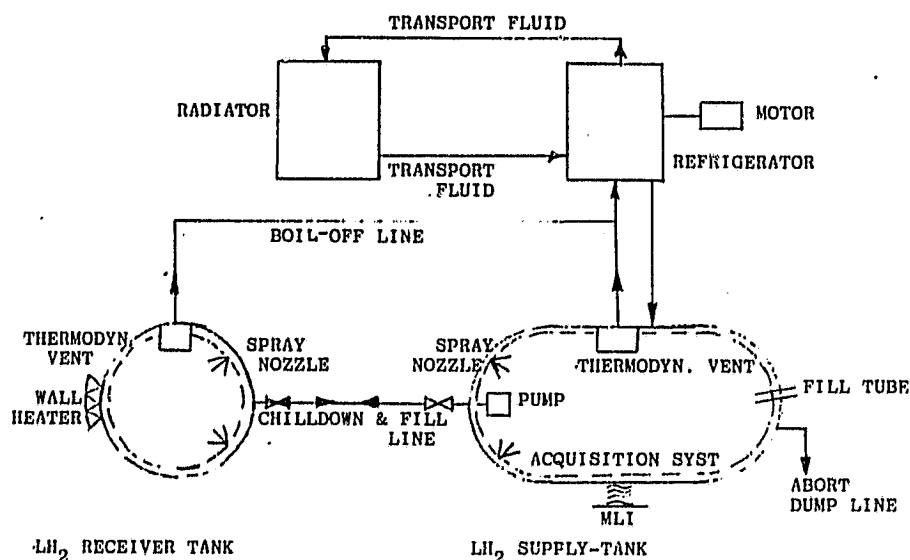 TRANSPORT FLUID
RADIATOR
MOTOR
REFRIGERATOR
TRANSPORT
FLUID
BOIL-OFF LINE
THERMODYN.
VENT
SPRAY
NOZZLE
SPRAY
NOZZLE
THERMODYN. VENT
WALL
HEATER
FILL TUBE
PUMP
CHILLDOWN & FILL
LINE
ACQUISITION SYST
ABORT
DUMP LINE
MLI
LH₂ RECEIVER TANK
LH₂ SUPPLY-TANK